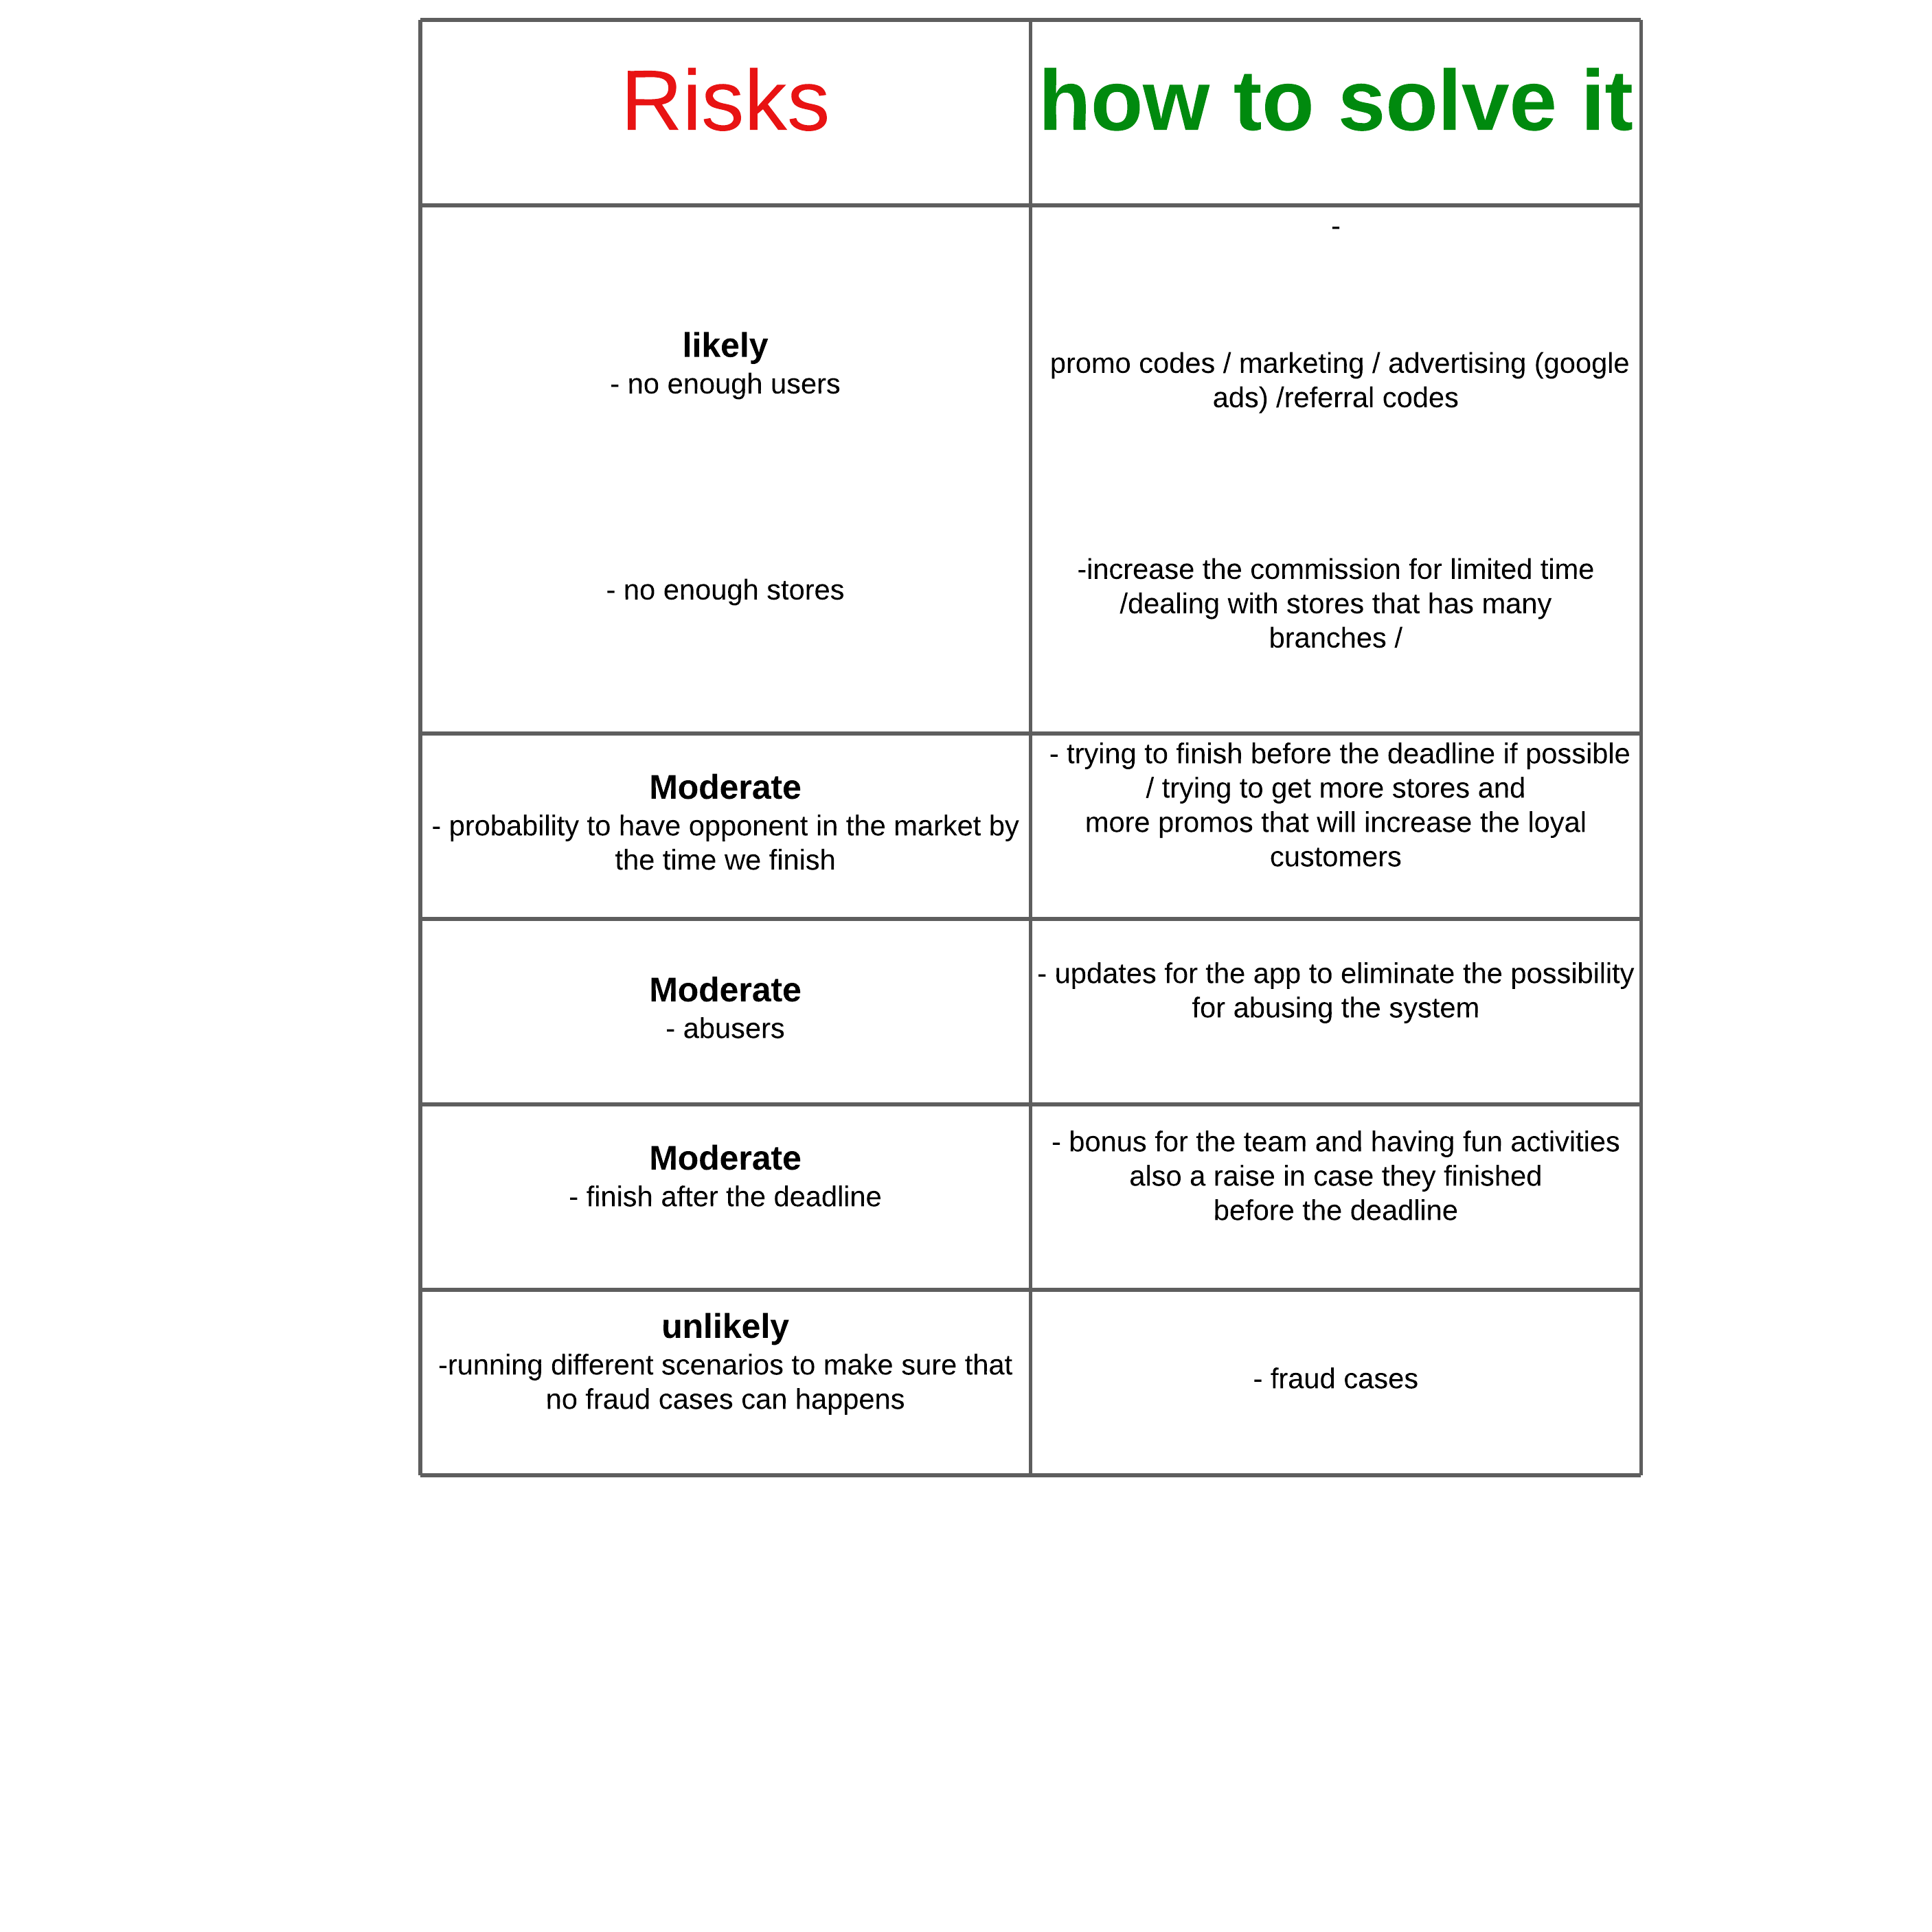 Risks
how to solve it
likely
- no enough users
- no enough stores
-
promo codes / marketing / advertising (google
ads) /referral codes
-increase the commission for limited time
/dealing with stores that has many
branches /
Moderate
- probability to have opponent in the market by
the time we finish
- trying to finish before the deadline if possible
/ trying to get more stores and
more promos that will increase the loyal
customers
Moderate
- abusers
- updates for the app to eliminate the possibility
for abusing the system
Moderate
- finish after the deadline
- bonus for the team and having fun activities
also a raise in case they finished
before the deadline
unlikely
-running different scenarios to make sure that
no fraud cases can happens
- fraud cases